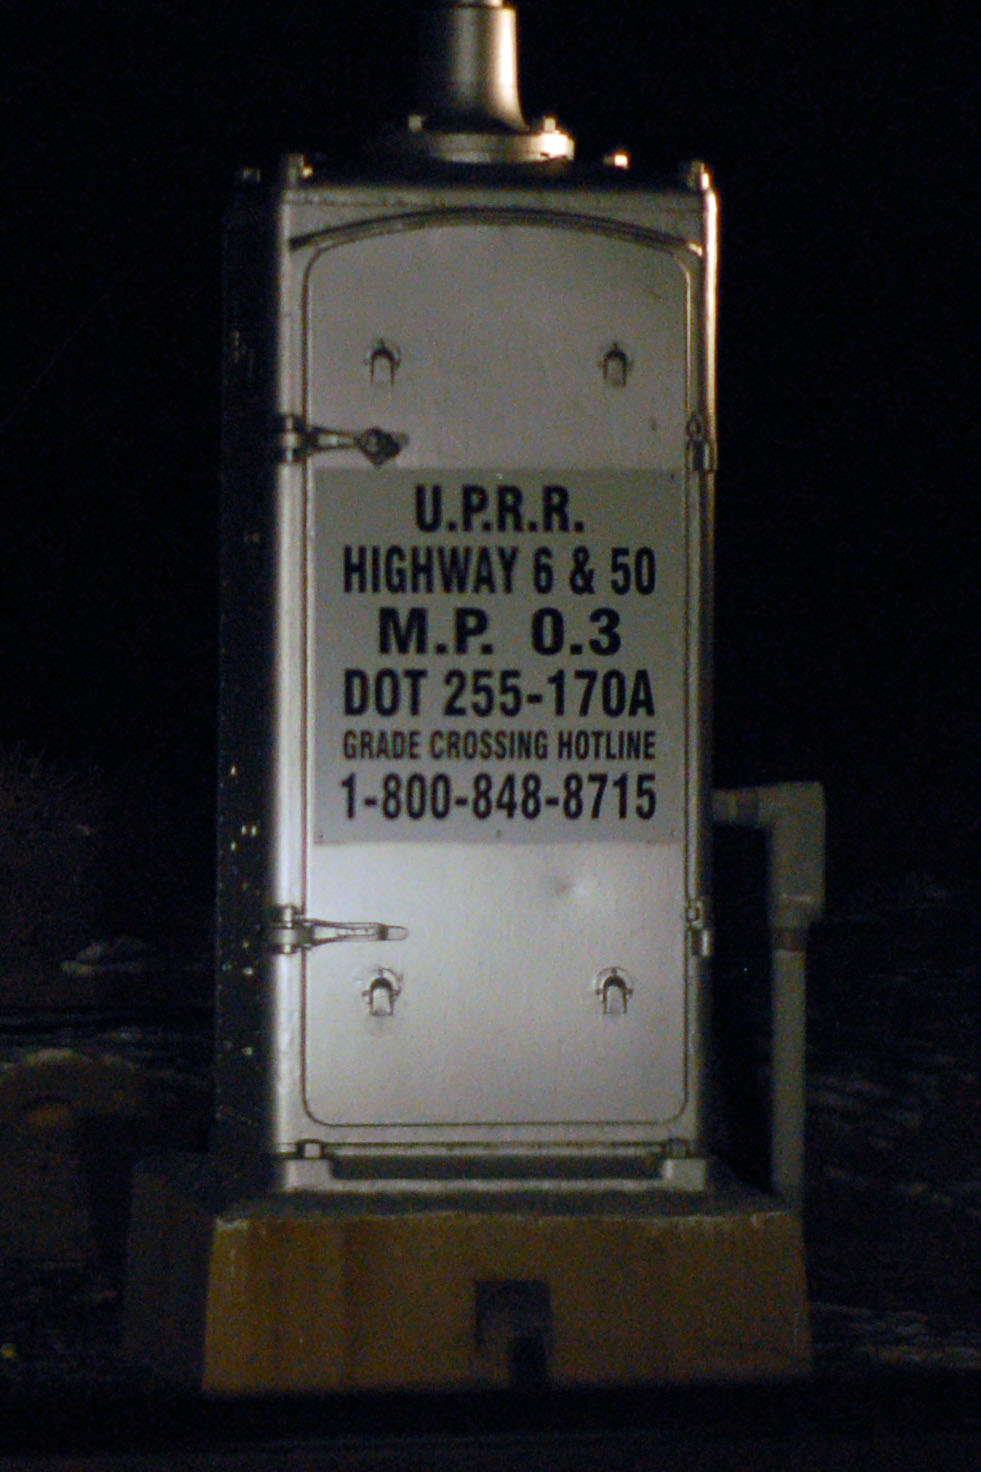 U.P.R.R.
HIGHWAY 6 & 50
M.P. 0.3
DOT 255-170A
GRADE CROSSING HOTLINE
1-800-848-8715